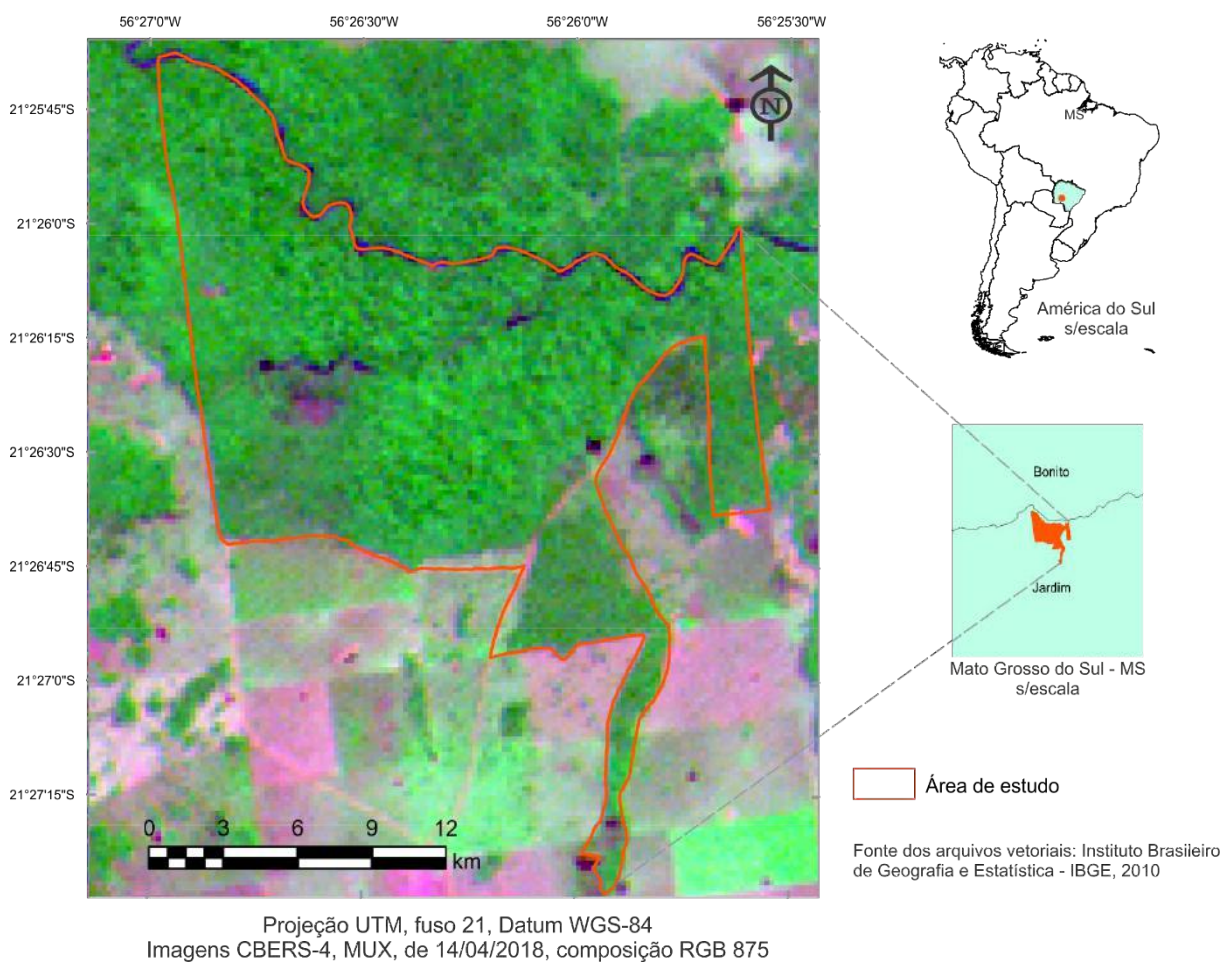 56°27'0"W
56°26'30"W
56°26'0"W
56°25'30"W
21°25'45"S
21°26'0"S
21°26'15"S
21°26'30"S
21°26'45"S
21°27'0"S
21°27'15"S
N
0 3 6 9 12
km
Projeção UTM, fuso 21, Datum WGS-84
Imagens CBERS-4, MUX, de 14/04/2018, composição RGB 875
MS
América do Sul
s/escala
Bonito
Jardim
Mato Grosso do Sul - MS
s/escala
Área de estudo
Fonte dos arquivos vetoriais: Instituto Brasileiro
de Geografia e Estatística - IBGE, 2010